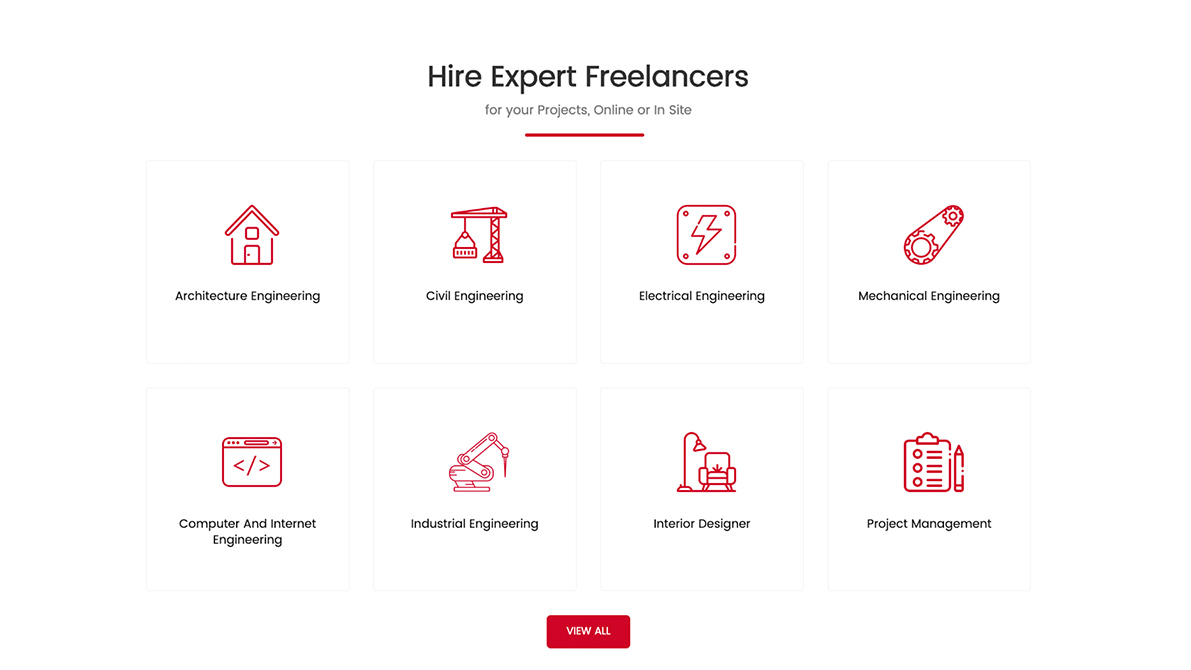 Hire Expert Freelancers
for your Projects, Online or In Site
Architecture Engineering
Civil Engineering
Electrical Engineering
Mechanical Engineering
</>
Computer And Internet
Engineering
Industrial Engineering
Interior Designer
Project Management
VIEW ALL